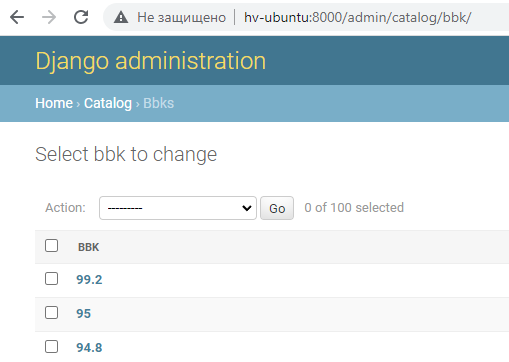 Не защищено | hv-ubuntu:8000/admin/catalog/bbk/
Django administration
Home › Catalog › Bbks
Select bbk to change
Action: --------- Go 0 of 100 selected
BBK
99.2
95
94.8